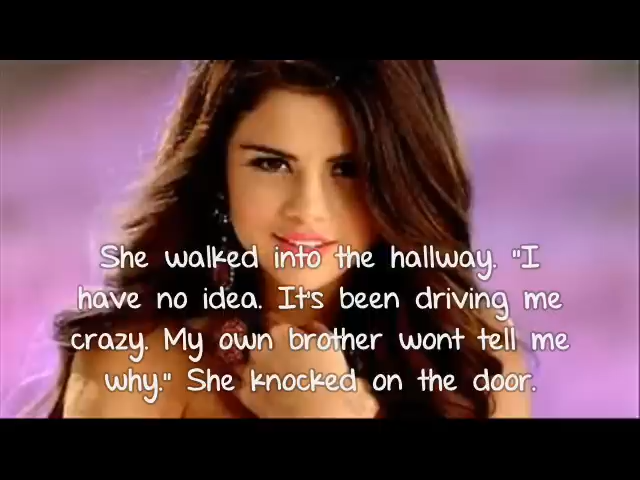 She walked into the hallway. "I
have no idea. It's been driving me
crazy. My own brother wont tell me
why." She knocked on the door.